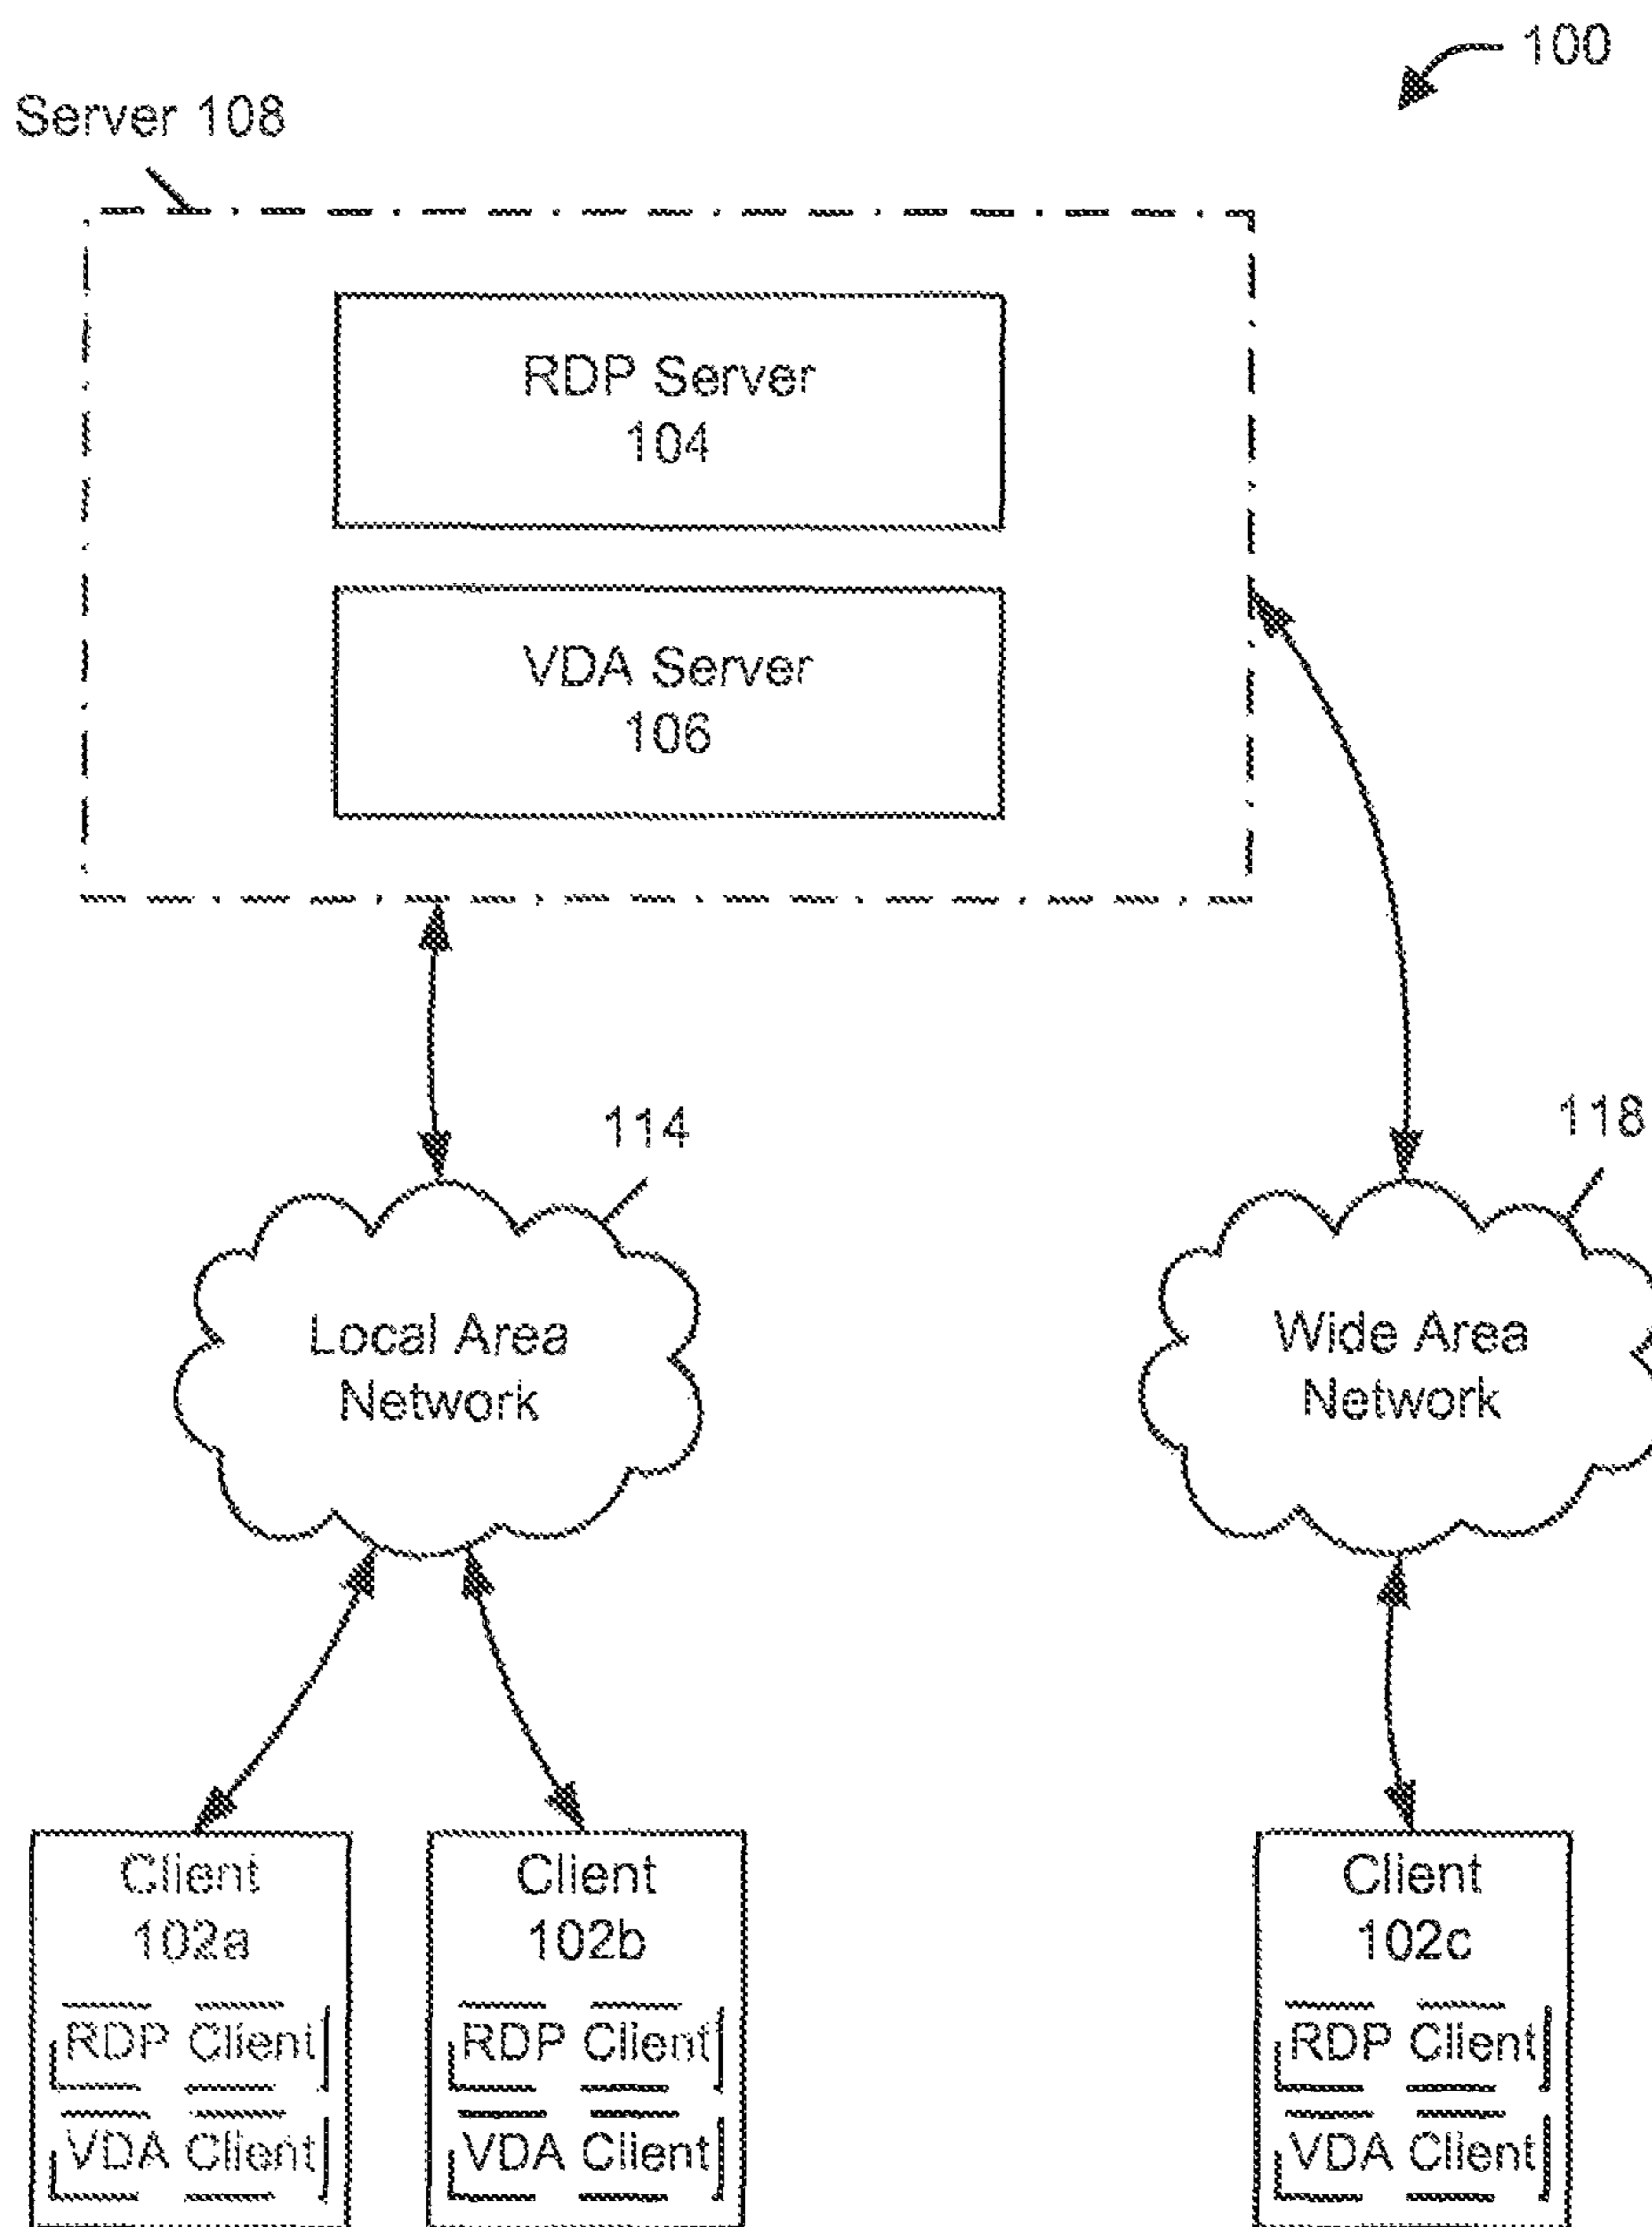 100
Server 108
RDP Server
104
VDA Server
106
114
118
Local Area
Network
Wide Area
Network
Client
102a
RDP Client
VDA Client
Client
102b
RDP Client
VDA Client
Client
102c
RDP Client
VDA Client